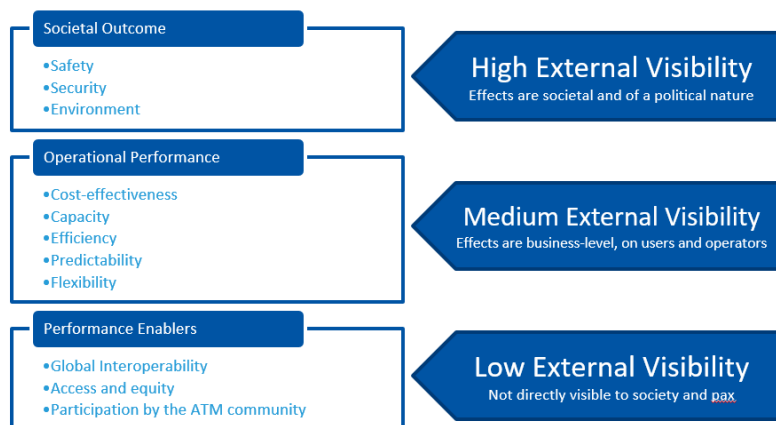 Societal Outcome
•Safety
•Security
•Environment
High External Visibility
Effects are societal and of a political nature
Operational Performance
•Cost-effectiveness
•Capacity
•Efficiency
•Predictability
•Flexibility
Medium External Visibility
Effects are business-level, on users and operators
Performance Enablers
•Global Interoperability
•Access and equity
•Participation by the ATM community
Low External Visibility
Not directly visible to society and pax